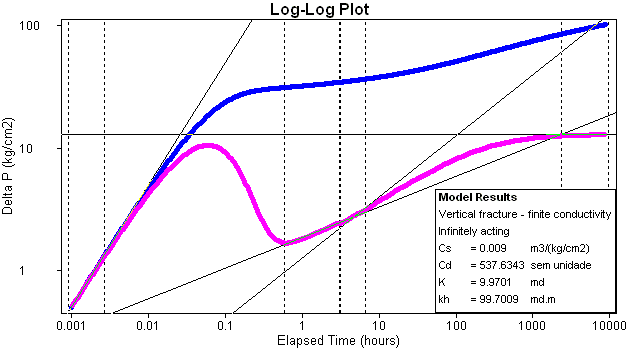 Log-Log Plot
100
10
1
Delta P (kg/cm2)
Model Results
Vertical fracture - finite conductivity
Infinitely acting
Cs = 0.009 m3/(kg/cm2)
Cd = 537.6343 sem unidade
K = 9.9701 md
kh = 99.7009 md.m
0.001 0.01 0.1 1 10 100 1000 10000
Elapsed Time (hours)